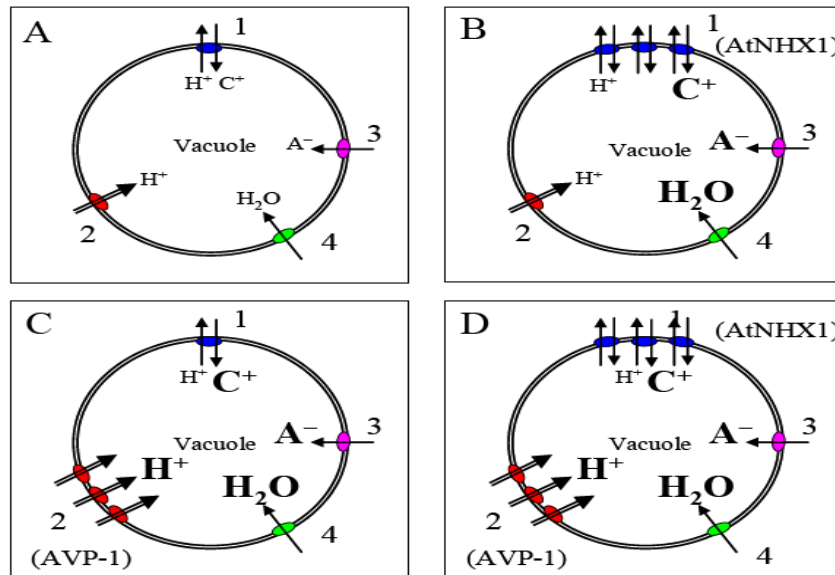 A
1
H⁺ C⁺
Vacuole
A⁻
3
H⁺
H₂O
2
4
B
1
(AtNHX1)
H⁺
C⁺
Vacuole
A⁻
3
H⁺
H₂O
2
4
C
1
H⁺ C⁺
Vacuole
A⁻
3
H⁺
H₂O
2
4
(AVP-1)
D
1
(AtNHX1)
H⁺ C⁺
Vacuole
A⁻
3
H⁺
H₂O
2
4
(AVP-1)